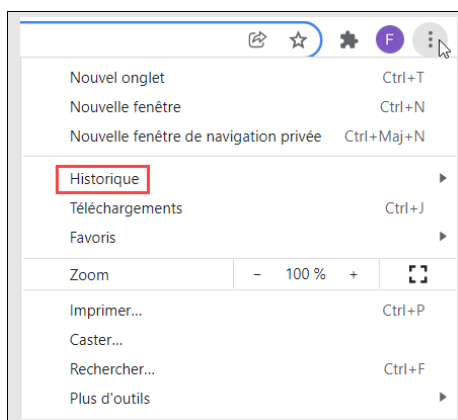 F
Nouvel onglet Ctrl+T
Nouvelle fenêtre Ctrl+N
Nouvelle fenêtre de navigation privée Ctrl+Maj+N
Historique
Téléchargements Ctrl+J
Favoris
Zoom - 100 % +
Imprimer... Ctrl+P
Caster...
Rechercher... Ctrl+F
Plus d'outils